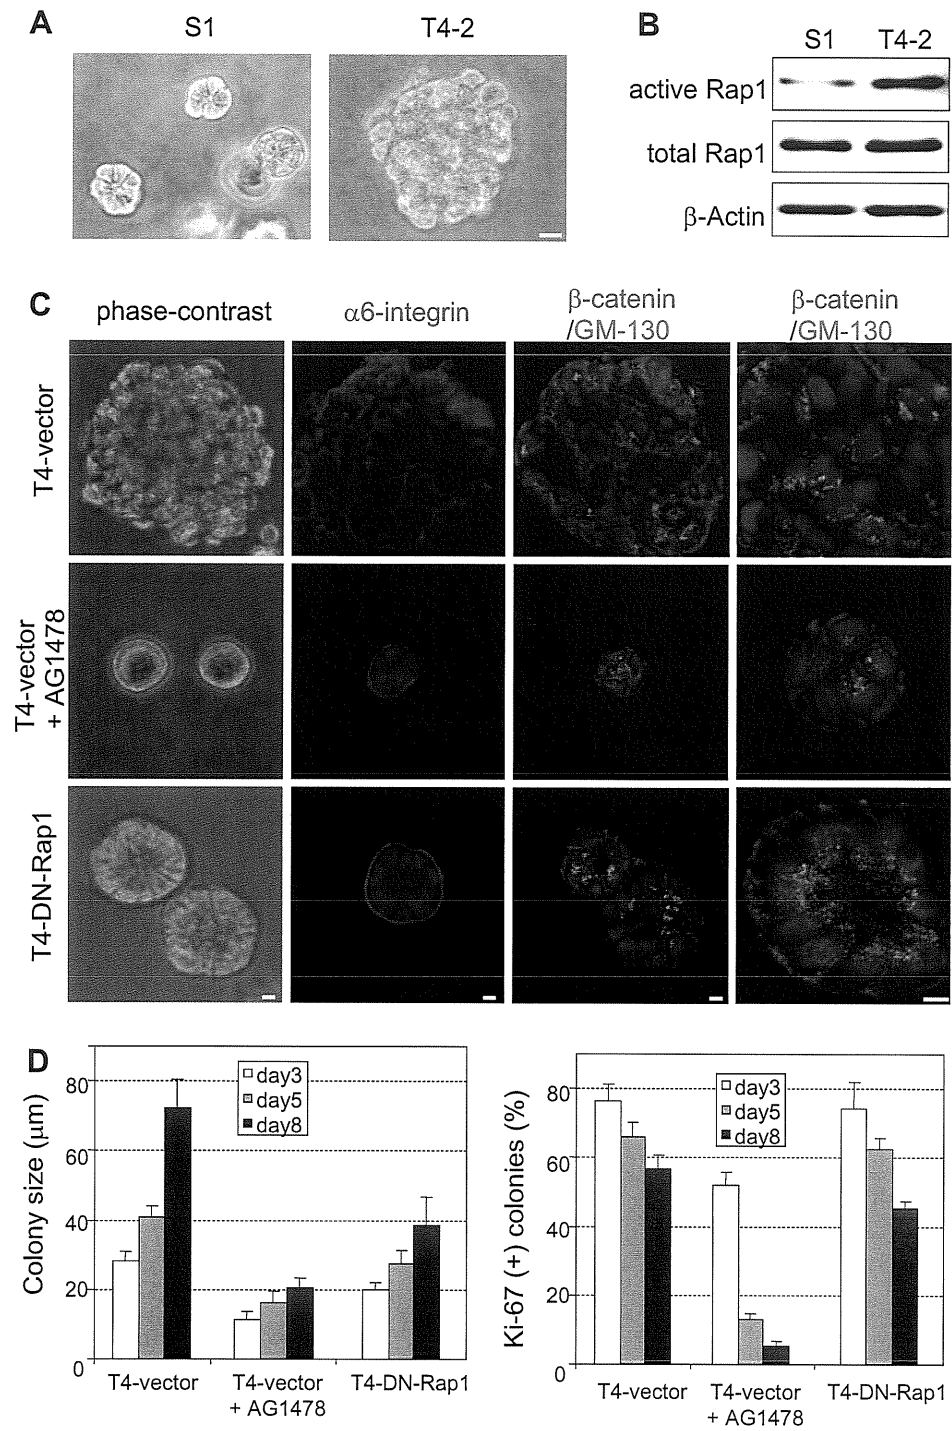 A
S1
T4-2
B
S1
T4-2
active Rap1
total Rap1
β-Actin
C
phase-contrast
α6-integrin
β-catenin
/GM-130
β-catenin
/GM-130
T4-vector
T4-vector
+ AG1478
T4-DN-Rap1
D
Colony size (μm)
80
60
40
20
0
day3
day5
day8
T4-vector
T4-vector
+ AG1478
T4-DN-Rap1
Ki-67 (+) colonies (%)
80
60
40
20
0
day3
day5
day8
T4-vector
T4-vector
+ AG1478
T4-DN-Rap1